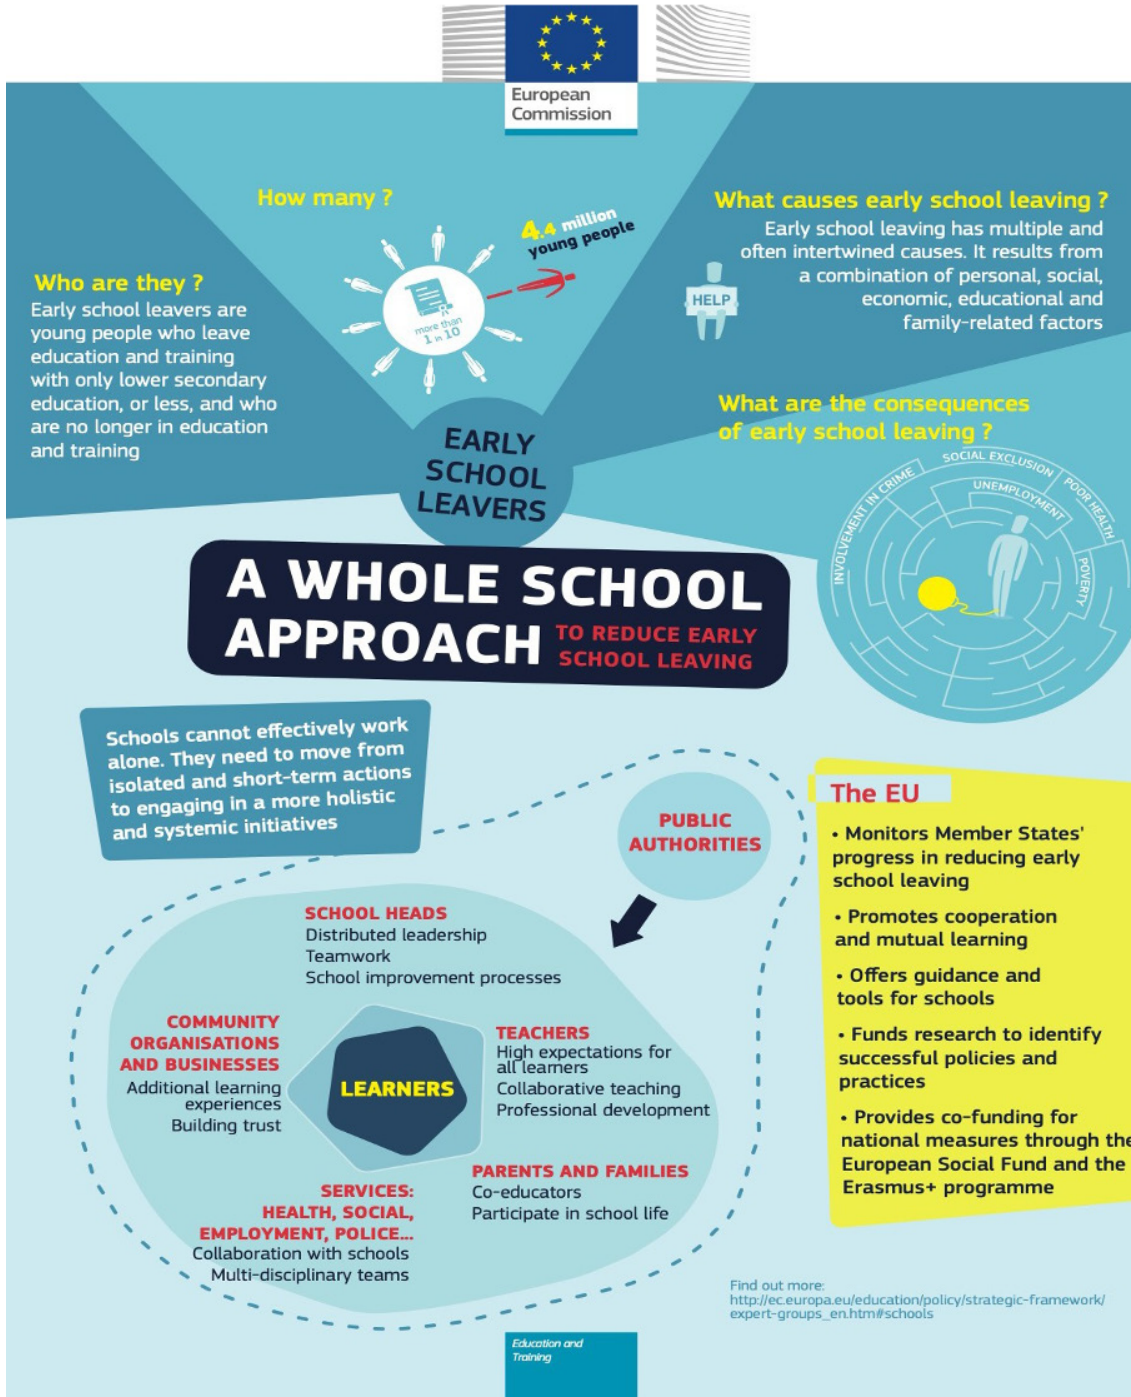 European
Commission
How many ?
4.4 million
young people
more than
1 in 10
Who are they ?
Early school leavers are
young people who leave
education and training
with only lower secondary
education, or less, and who
are no longer in education
and training
What causes early school leaving ?
Early school leaving has multiple and
often intertwined causes. It results from
a combination of personal, social,
economic, educational and
family-related factors
HELP
What are the consequences
of early school leaving ?
INVOLVEMENT IN CRIME
SOCIAL EXCLUSION
POOR HEALTH
UNEMPLOYMENT
POVERTY
EARLY
SCHOOL
LEAVERS
A WHOLE SCHOOL
APPROACH TO REDUCE EARLY
SCHOOL LEAVING
Schools cannot effectively work
alone. They need to move from
isolated and short-term actions
to engaging in a more holistic
and systemic initiatives
PUBLIC
AUTHORITIES
SCHOOL HEADS
Distributed leadership
Teamwork
School improvement processes
COMMUNITY
ORGANISATIONS
AND BUSINESSES
Additional learning
experiences
Building trust
LEARNERS
TEACHERS
High expectations for
all learners
Collaborative teaching
Professional development
PARENTS AND FAMILIES
Co-educators
Participate in school life
SERVICES:
HEALTH, SOCIAL,
EMPLOYMENT, POLICE...
Collaboration with schools
Multi-disciplinary teams
The EU
• Monitors Member States'
progress in reducing early
school leaving
• Promotes cooperation
and mutual learning
• Offers guidance and
tools for schools
• Funds research to identify
successful policies and
practices
• Provides co-funding for
national measures through the
European Social Fund and the
Erasmus+ programme
Find out more:
http://ec.europa.eu/education/policy/strategic-framework/
expert-groups_en.htm#schools
Education and
Training